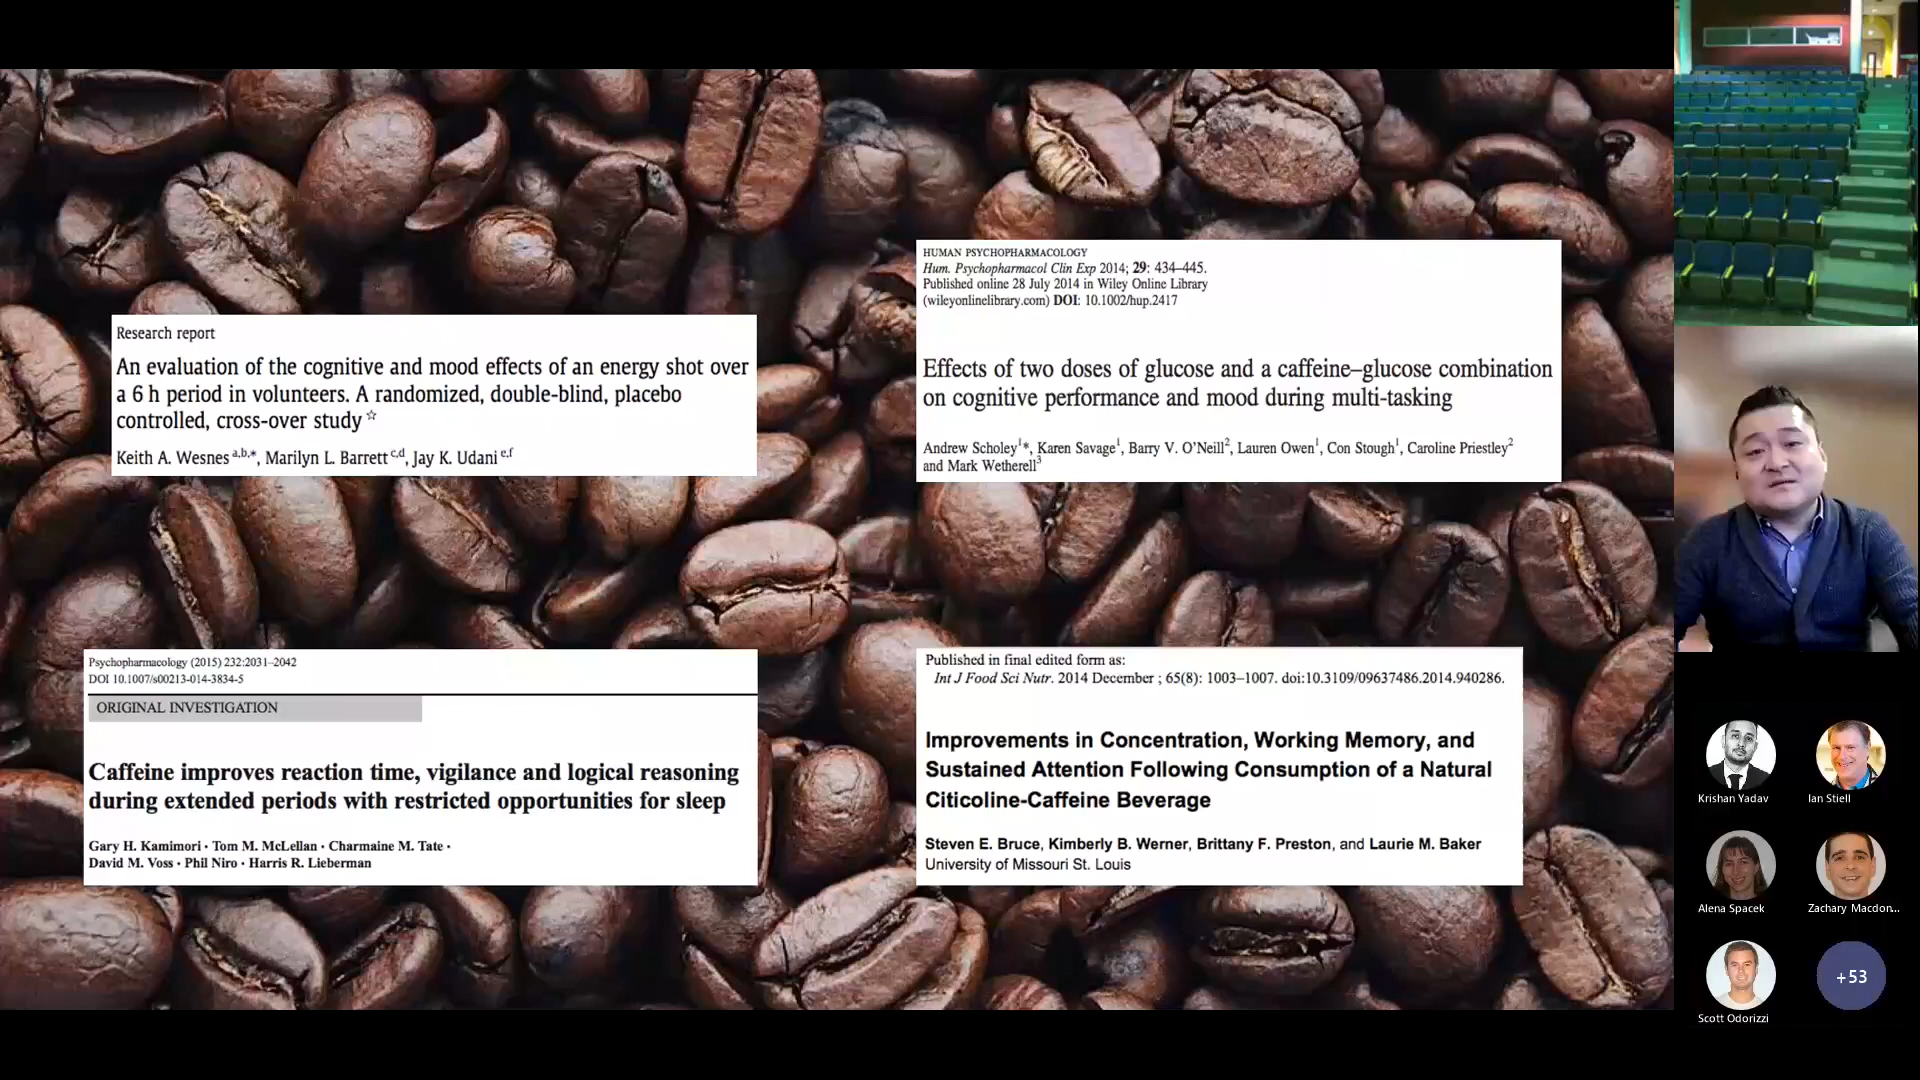 Research report
An evaluation of the cognitive and mood effects of an energy shot over
a 6 h period in volunteers. A randomized, double-blind, placebo
controlled, cross-over study ☆
Keith A. Wesnes a,b,*, Marilyn L. Barrett c,d, Jay K. Udani e,f
HUMAN PSYCHOPHARMACOLOGY
Hum. Psychopharmacol Clin Exp 2014; 29: 434–445.
Published online 28 July 2014 in Wiley Online Library
(wileyonlinelibrary.com) DOI: 10.1002/hup.2417
Effects of two doses of glucose and a caffeine–glucose combination
on cognitive performance and mood during multi-tasking
Andrew Scholey1*, Karen Savage1, Barry V. O'Neill2, Lauren Owen1, Con Stough1, Caroline Priestley2
and Mark Wetherell3
Psychopharmacology (2015) 232:2031–2042
DOI 10.1007/s00213-014-3834-5
ORIGINAL INVESTIGATION
Caffeine improves reaction time, vigilance and logical reasoning
during extended periods with restricted opportunities for sleep
Gary H. Kamimori · Tom M. McLellan · Charmaine M. Tate ·
David M. Voss · Phil Niro · Harris R. Lieberman
Published in final edited form as:
Int J Food Sci Nutr. 2014 December ; 65(8): 1003–1007. doi:10.3109/09637486.2014.940286.
Improvements in Concentration, Working Memory, and
Sustained Attention Following Consumption of a Natural
Citicoline-Caffeine Beverage
Steven E. Bruce, Kimberly B. Werner, Brittany F. Preston, and Laurie M. Baker
University of Missouri St. Louis
Krishan Yadav
Ian Stiell
Alena Spacek
Zachary Macdon...
Scott Odorizzi
+53